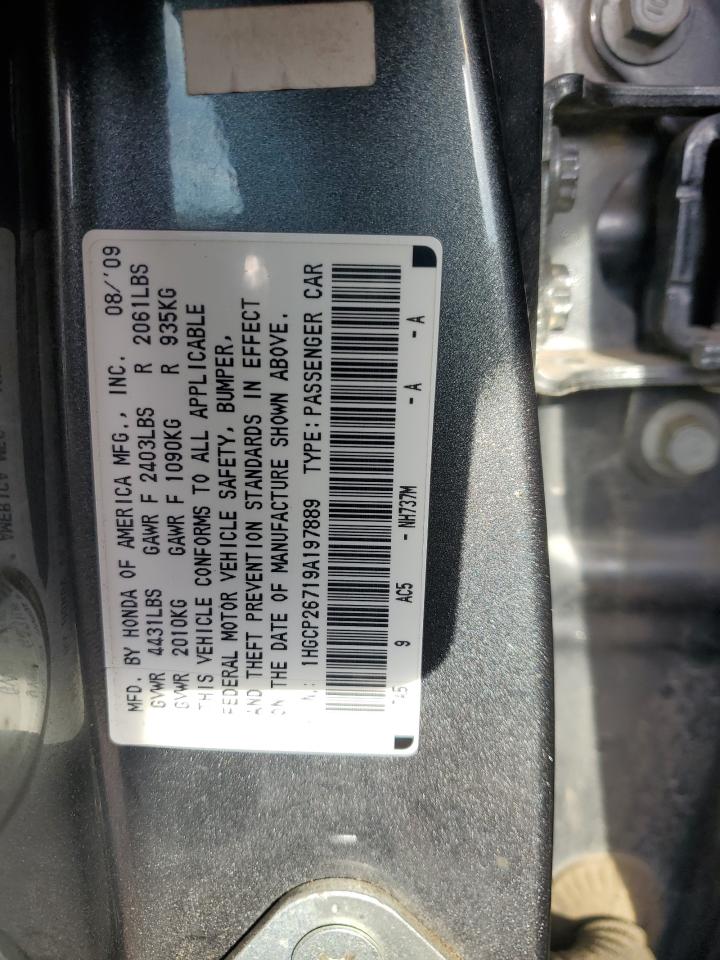 MFD. BY HONDA OF AMERICA MFG., INC. 08/'09
GVWR 4431LBS GAWR F 2403LBS R 2061LBS
GVWR 2010KG GAWR F 1090KG R 935KG
THIS VEHICLE CONFORMS TO ALL APPLICABLE
FEDERAL MOTOR VEHICLE SAFETY, BUMPER,
AND THEFT PREVENTION STANDARDS IN EFFECT
ON THE DATE OF MANUFACTURE SHOWN ABOVE.
1HGCP26719A197889 TYPE:PASSENGER CAR
9 AC5 - NH737M - A - A